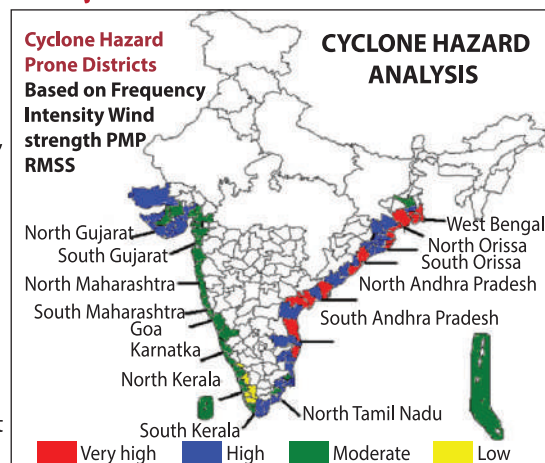 Cyclone Hazard
Prone Districts
Based on Frequency
Intensity Wind
strength PMP
RMSS
CYCLONE HAZARD
ANALYSIS
North Gujarat
South Gujarat
North Maharashtra
South Maharashtra
Goa
Karnatka
North Kerala
South Kerala
West Bengal
North Orissa
South Orissa
North Andhra Pradesh
South Andhra Pradesh
North Tamil Nadu
Very high
High
Moderate
Low